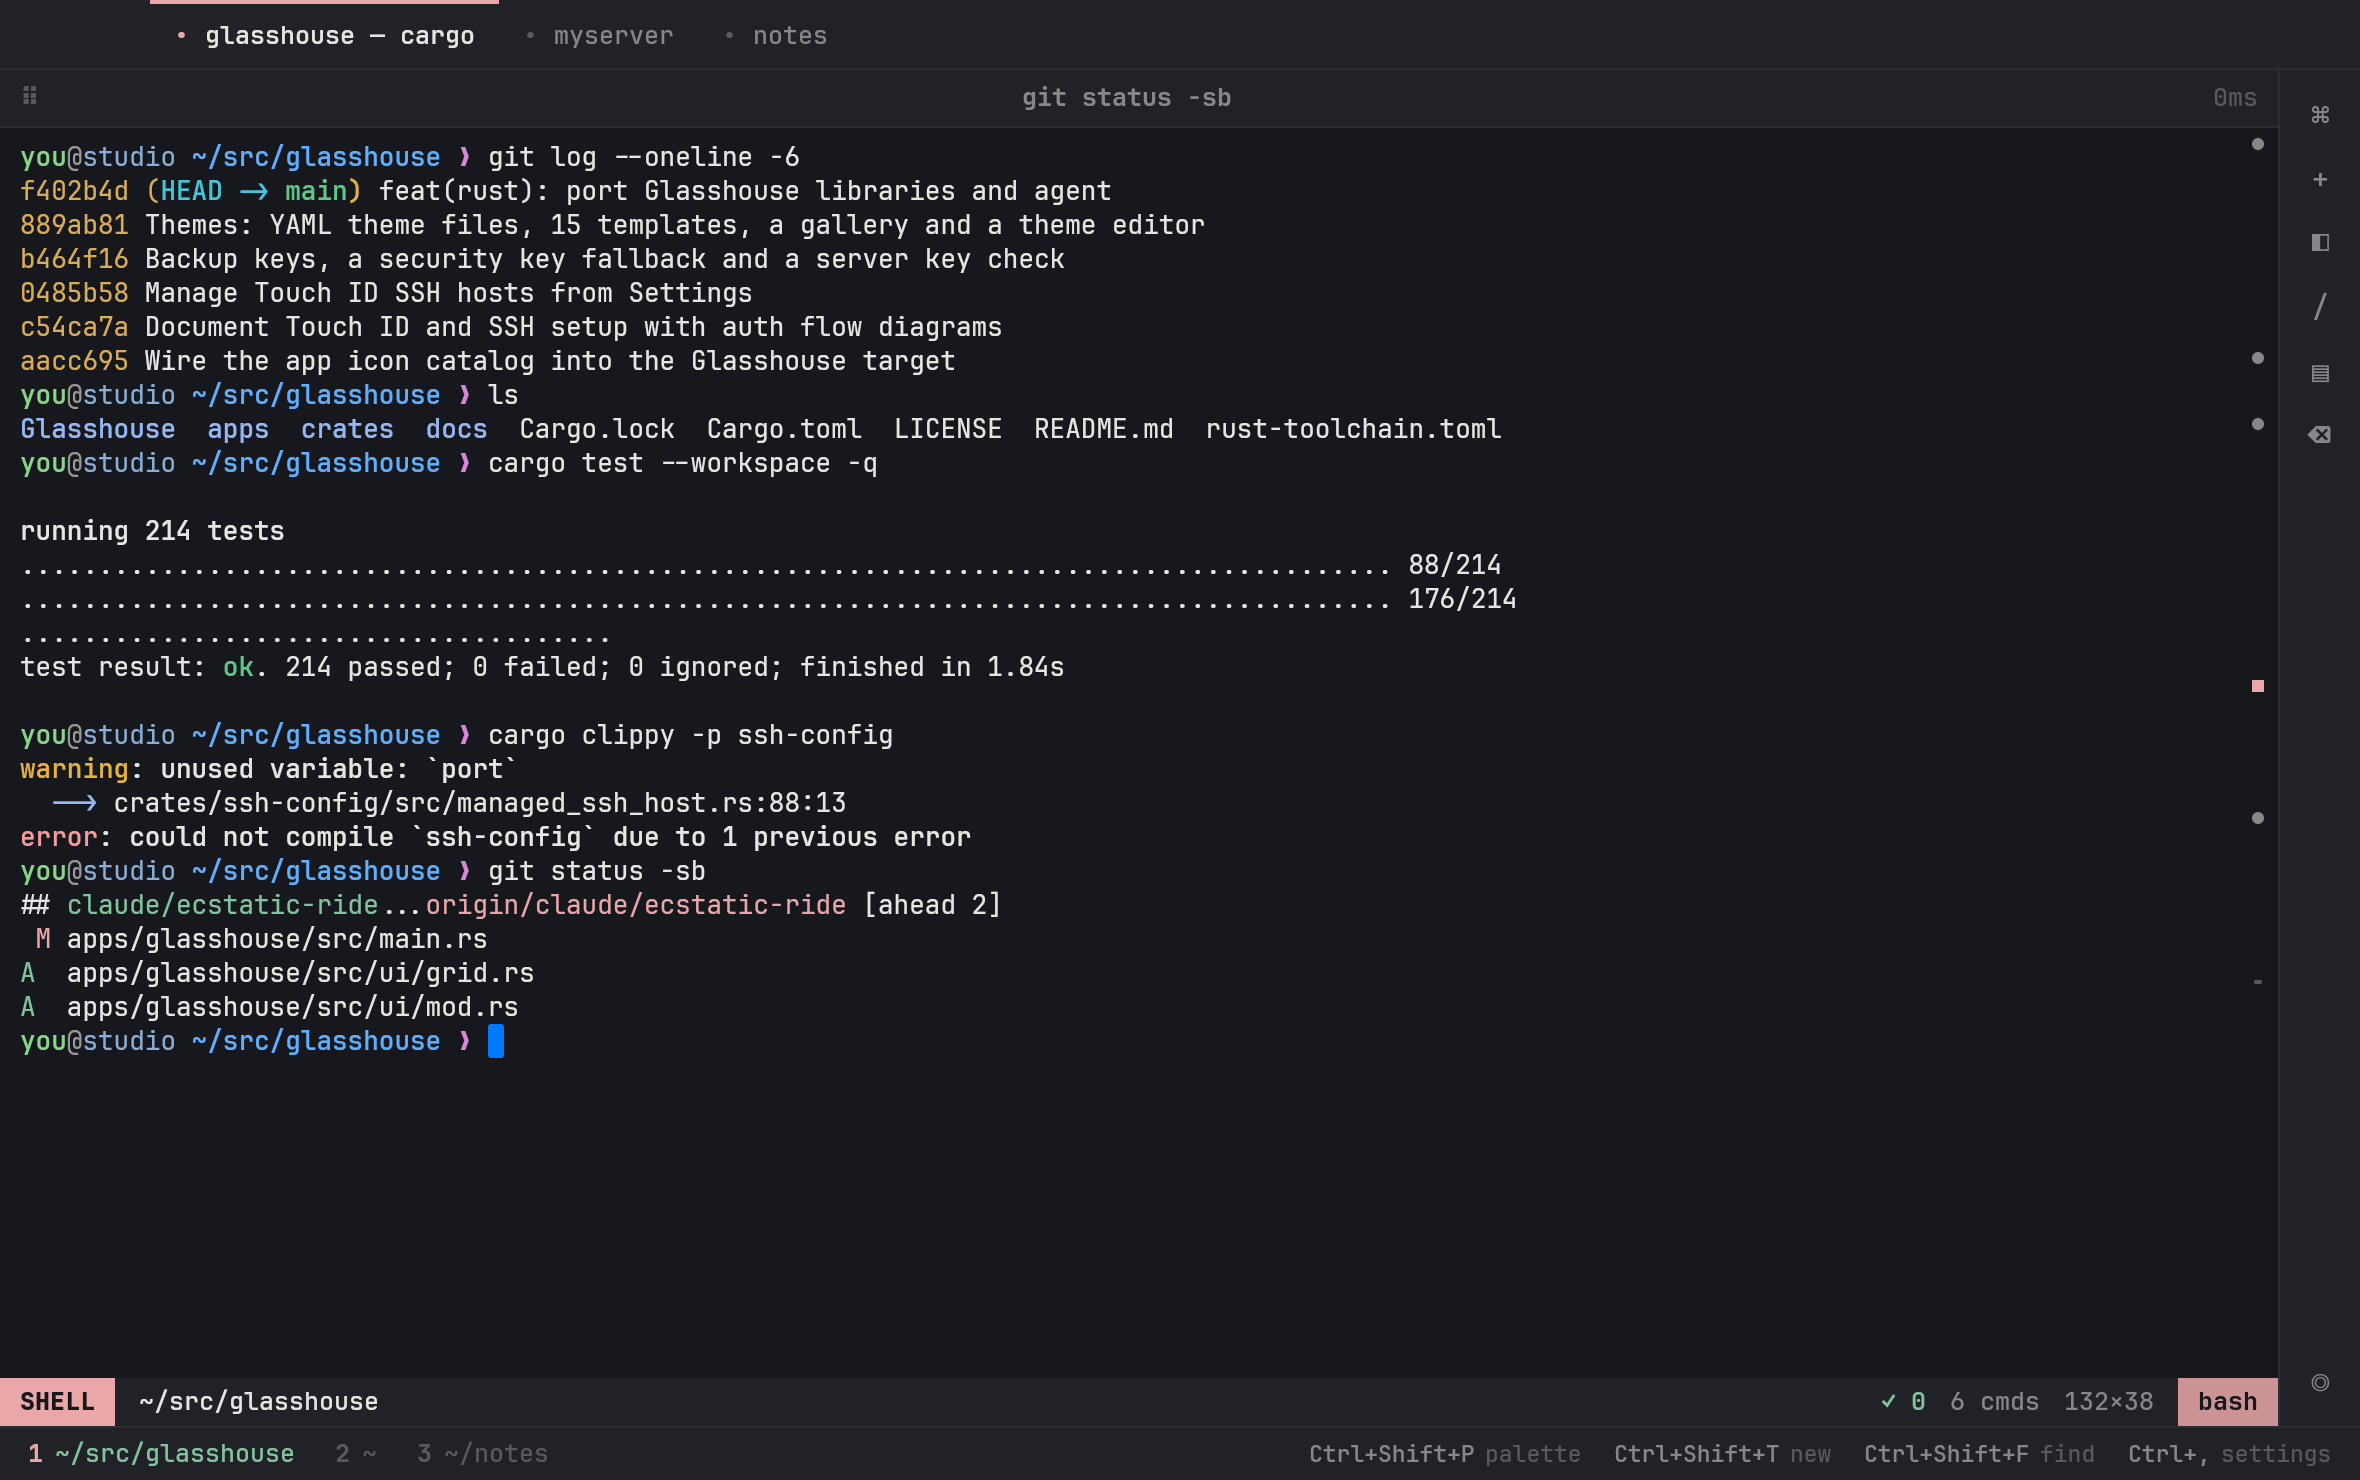 • glasshouse — cargo • myserver • notes
git status -sb 0ms
you@studio ~/src/glasshouse ❯ git log --oneline -6
f402b4d (HEAD -> main) feat(rust): port Glasshouse libraries and agent
889ab81 Themes: YAML theme files, 15 templates, a gallery and a theme editor
b464f16 Backup keys, a security key fallback and a server key check
0485b58 Manage Touch ID SSH hosts from Settings
c54ca7a Document Touch ID and SSH setup with auth flow diagrams
aacc695 Wire the app icon catalog into the Glasshouse target
you@studio ~/src/glasshouse ❯ ls
Glasshouse  apps  crates  docs  Cargo.lock  Cargo.toml  LICENSE  README.md  rust-toolchain.toml
you@studio ~/src/glasshouse ❯ cargo test --workspace -q
running 214 tests
........................................................................................ 88/214
........................................................................................ 176/214
......................................
test result: ok. 214 passed; 0 failed; 0 ignored; finished in 1.84s
you@studio ~/src/glasshouse ❯ cargo clippy -p ssh-config
warning: unused variable: `port`
  --> crates/ssh-config/src/managed_ssh_host.rs:88:13
error: could not compile `ssh-config` due to 1 previous error
you@studio ~/src/glasshouse ❯ git status -sb
## claude/ecstatic-ride...origin/claude/ecstatic-ride [ahead 2]
 M apps/glasshouse/src/main.rs
A  apps/glasshouse/src/ui/grid.rs
A  apps/glasshouse/src/ui/mod.rs
you@studio ~/src/glasshouse ❯
SHELL ~/src/glasshouse ✓ 0 6 cmds 132×38 bash
1 ~/src/glasshouse 2 ~ 3 ~/notes Ctrl+Shift+P palette Ctrl+Shift+T new Ctrl+Shift+F find Ctrl+, settings